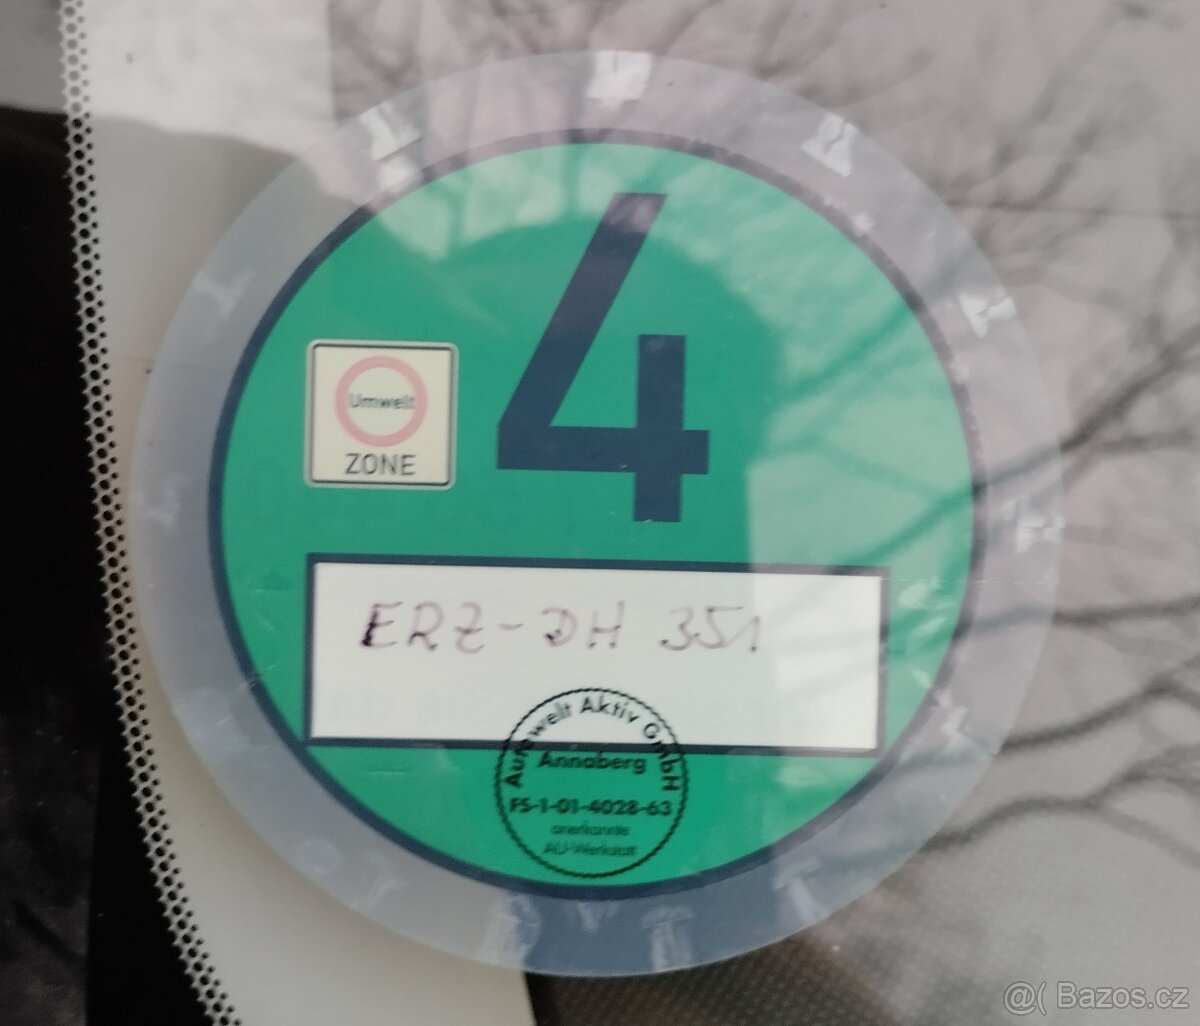 4
Umwelt
ZONE
ERZ-DH 351
Autowelt Aktiv GmbH
Annaberg
FS-1-01-4028-63
anerkannte
AU-Werkstatt
@( Bazos.cz